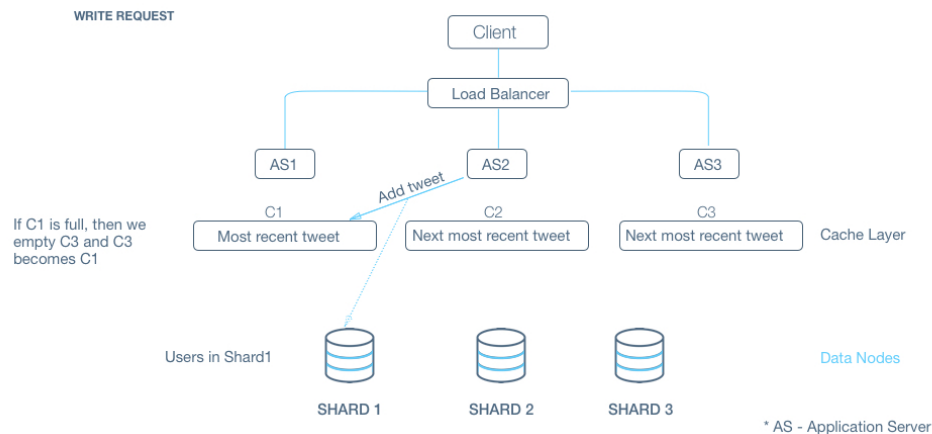 WRITE REQUEST
Client
Load Balancer
AS1
AS2
AS3
Add tweet
C1
C2
C3
If C1 is full, then we
empty C3 and C3
becomes C1
Most recent tweet
Next most recent tweet
Next most recent tweet
Cache Layer
Users in Shard1
Data Nodes
SHARD 1
SHARD 2
SHARD 3
* AS - Application Server